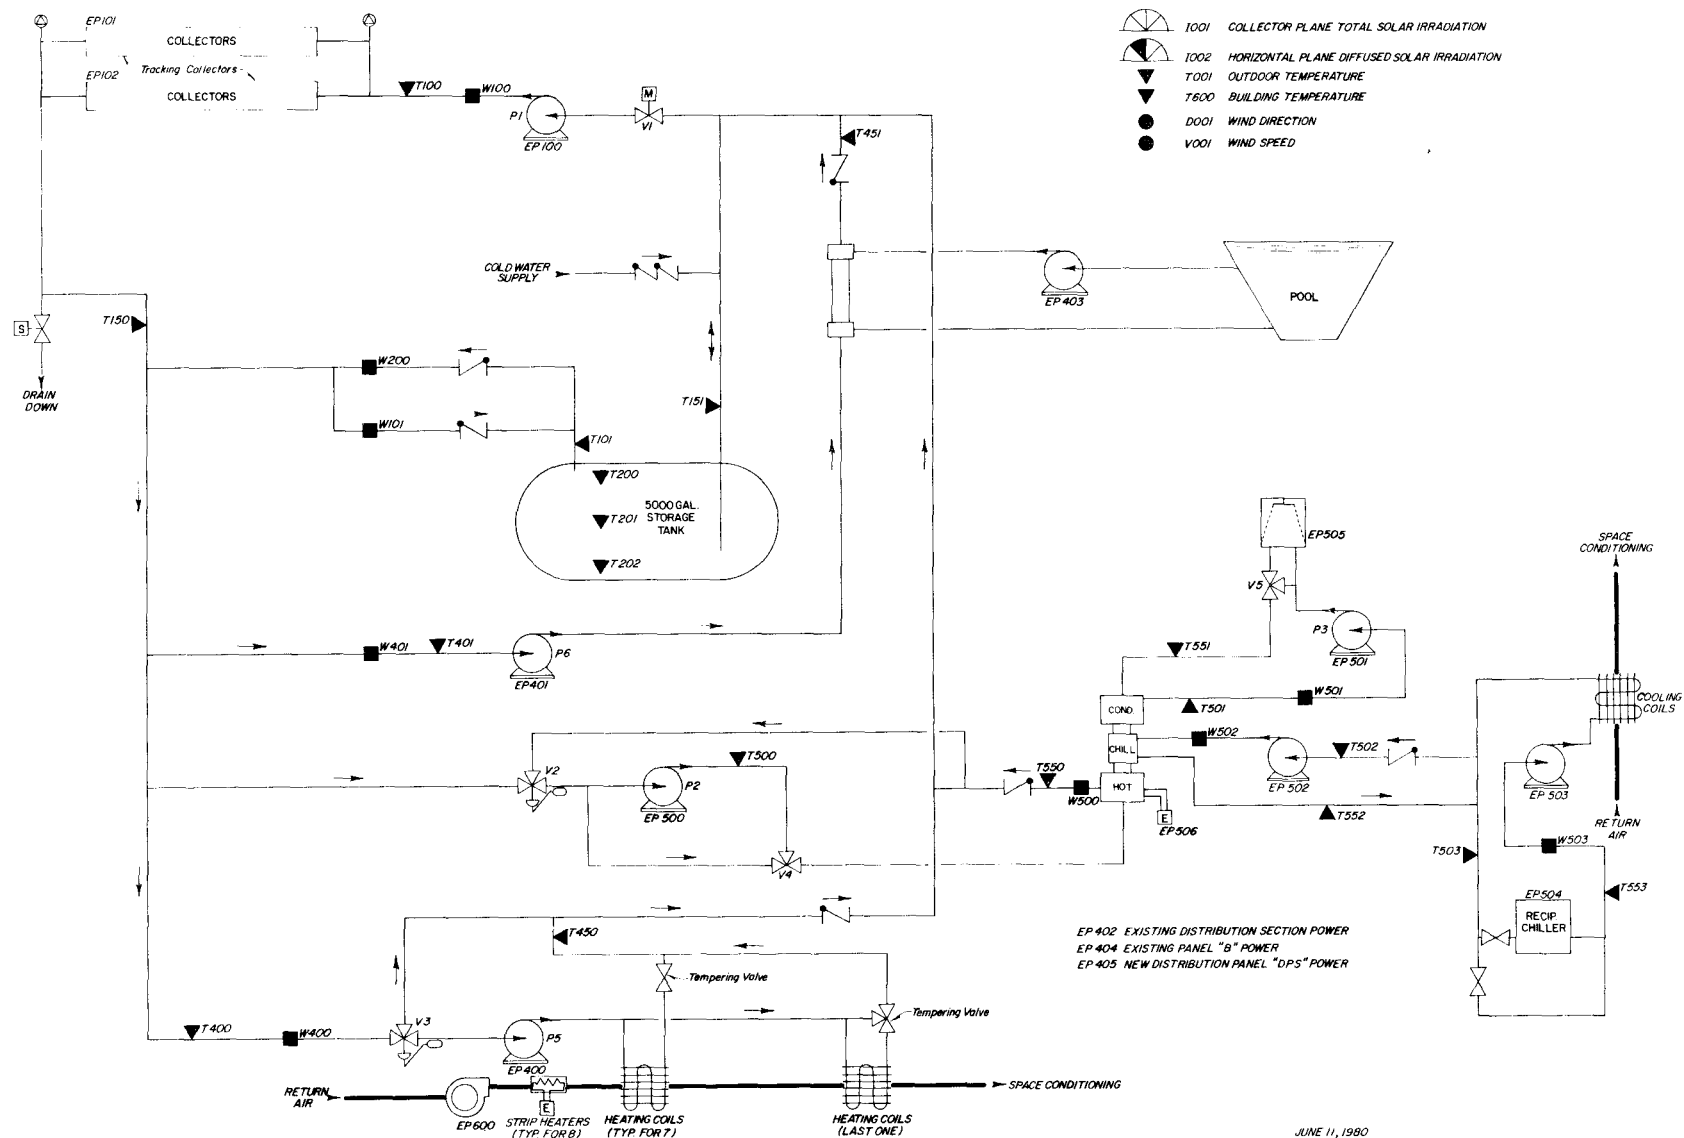 EP101
COLLECTORS
Tracking Collectors
EP102
COLLECTORS
T100
W100
P1
EP100
M
V1
T451
I001 COLLECTOR PLANE TOTAL SOLAR IRRADIATION
I002 HORIZONTAL PLANE DIFFUSED SOLAR IRRADIATION
T001 OUTDOOR TEMPERATURE
T600 BUILDING TEMPERATURE
D001 WIND DIRECTION
V001 WIND SPEED
COLD WATER
SUPPLY
EP403
POOL
S
T150
DRAIN
DOWN
W200
W101
T151
T101
T200
5000 GAL.
STORAGE
TANK
T201
T202
EP505
SPACE
CONDITIONING
V5
P3
EP501
W401
T401
P6
EP401
T551
T501
W501
COOLING
COILS
COND.
CHILL
HOT
W502
EP502
T502
EP503
V2
T500
P2
EP500
T550
W500
E
EP506
T552
RETURN
AIR
V4
T503
W503
T553
EP504
RECIP.
CHILLER
T450
Tempering Valve
EP402 EXISTING DISTRIBUTION SECTION POWER
EP404 EXISTING PANEL "B" POWER
EP405 NEW DISTRIBUTION PANEL "DPS" POWER
T400
W400
V3
P5
EP400
Tempering Valve
RETURN
AIR
EP600
E
STRIP HEATERS
(TYP. FOR 8)
HEATING COILS
(TYP. FOR 7)
HEATING COILS
(LAST ONE)
SPACE CONDITIONING
JUNE 11, 1980